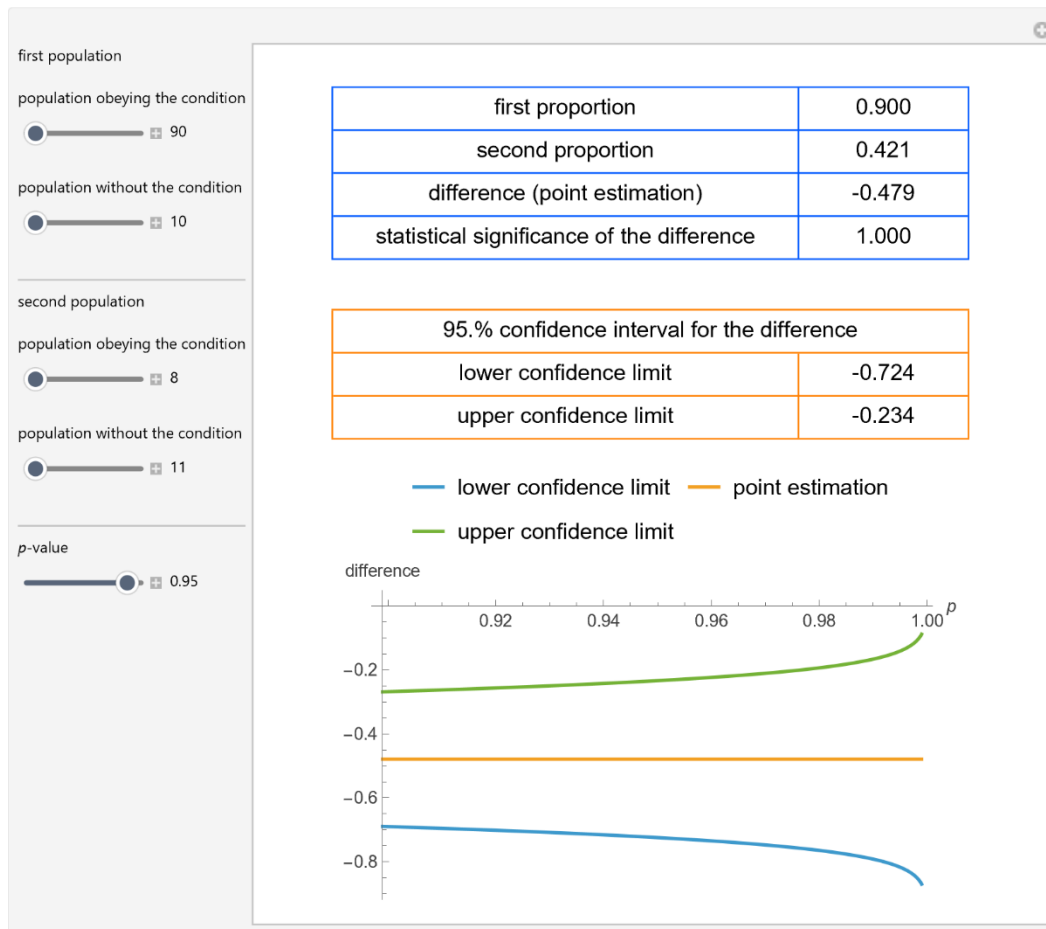 first population
population obeying the condition
90
population without the condition
10
second population
population obeying the condition
8
population without the condition
11
p-value
0.95
first proportion 0.900
second proportion 0.421
difference (point estimation) -0.479
statistical significance of the difference 1.000
95.% confidence interval for the difference
lower confidence limit -0.724
upper confidence limit -0.234
lower confidence limit point estimation
upper confidence limit
difference
p
0.92 0.94 0.96 0.98 1.00
−0.2
−0.4
−0.6
−0.8